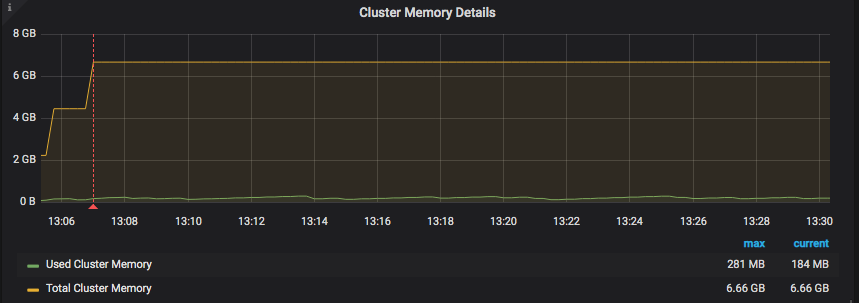 i
Cluster Memory Details
8 GB
6 GB
4 GB
2 GB
0 B
13:06 13:08 13:10 13:12 13:14 13:16 13:18 13:20 13:22 13:24 13:26 13:28 13:30
max current
Used Cluster Memory 281 MB 184 MB
Total Cluster Memory 6.66 GB 6.66 GB